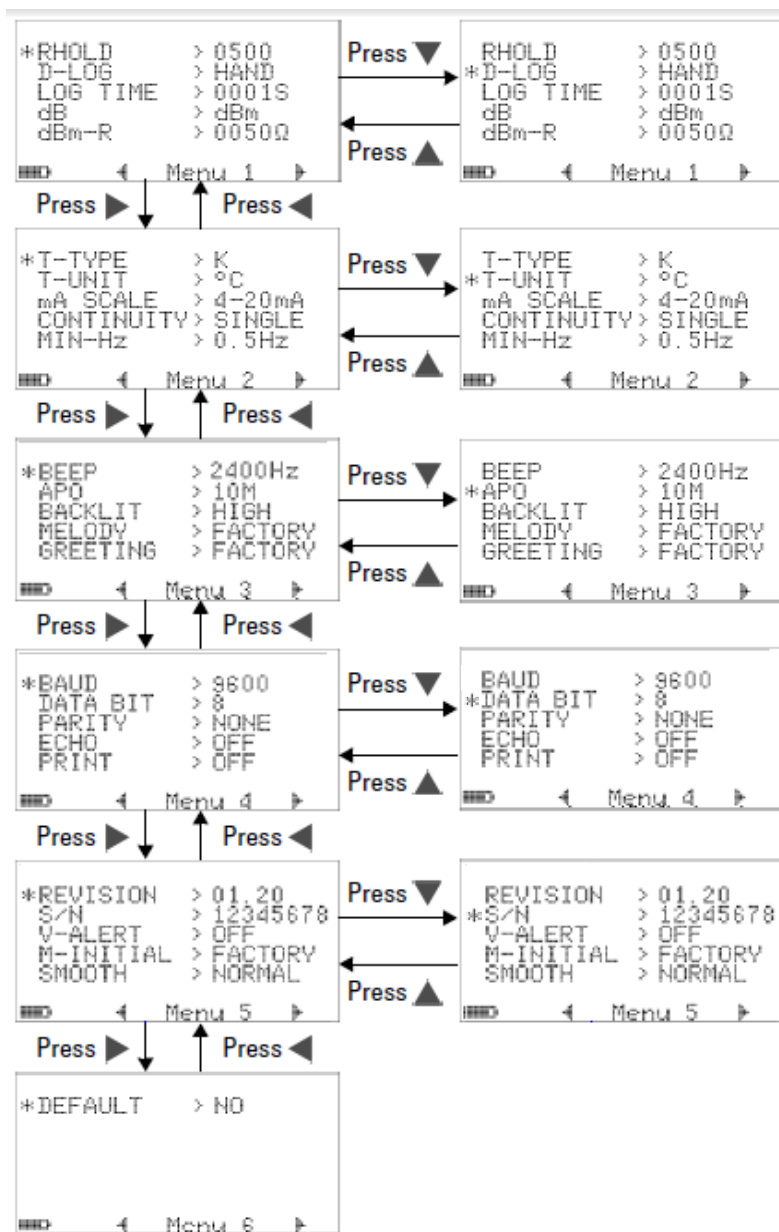 *RHOLD > 0500
D-LOG > HAND
LOG TIME > 0001S
dB > dBm
dBm-R > 0050Ω
Menu 1
Press ▼
Press ▲
RHOLD > 0500
*D-LOG > HAND
LOG TIME > 0001S
dB > dBm
dBm-R > 0050Ω
Menu 1
Press ▶
Press ◀
*T-TYPE > K
T-UNIT > ºC
mA SCALE > 4-20mA
CONTINUITY > SINGLE
MIN-Hz > 0.5Hz
Menu 2
Press ▼
Press ▲
T-TYPE > K
*T-UNIT > ºC
mA SCALE > 4-20mA
CONTINUITY > SINGLE
MIN-Hz > 0.5Hz
Menu 2
Press ▶
Press ◀
*BEEP > 2400Hz
APO > 10M
BACKLIT > HIGH
MELODY > FACTORY
GREETING > FACTORY
Menu 3
Press ▼
Press ▲
BEEP > 2400Hz
*APO > 10M
BACKLIT > HIGH
MELODY > FACTORY
GREETING > FACTORY
Menu 3
Press ▶
Press ◀
*BAUD > 9600
DATA BIT > 8
PARITY > NONE
ECHO > OFF
PRINT > OFF
Menu 4
Press ▼
Press ▲
BAUD > 9600
*DATA BIT > 8
PARITY > NONE
ECHO > OFF
PRINT > OFF
Menu 4
Press ▶
Press ◀
*REVISION > 01.20
S/N > 12345678
V-ALERT > OFF
M-INITIAL > FACTORY
SMOOTH > NORMAL
Menu 5
Press ▼
Press ▲
REVISION > 01.20
*S/N > 12345678
V-ALERT > OFF
M-INITIAL > FACTORY
SMOOTH > NORMAL
Menu 5
Press ▶
Press ◀
*DEFAULT > NO
Menu 6